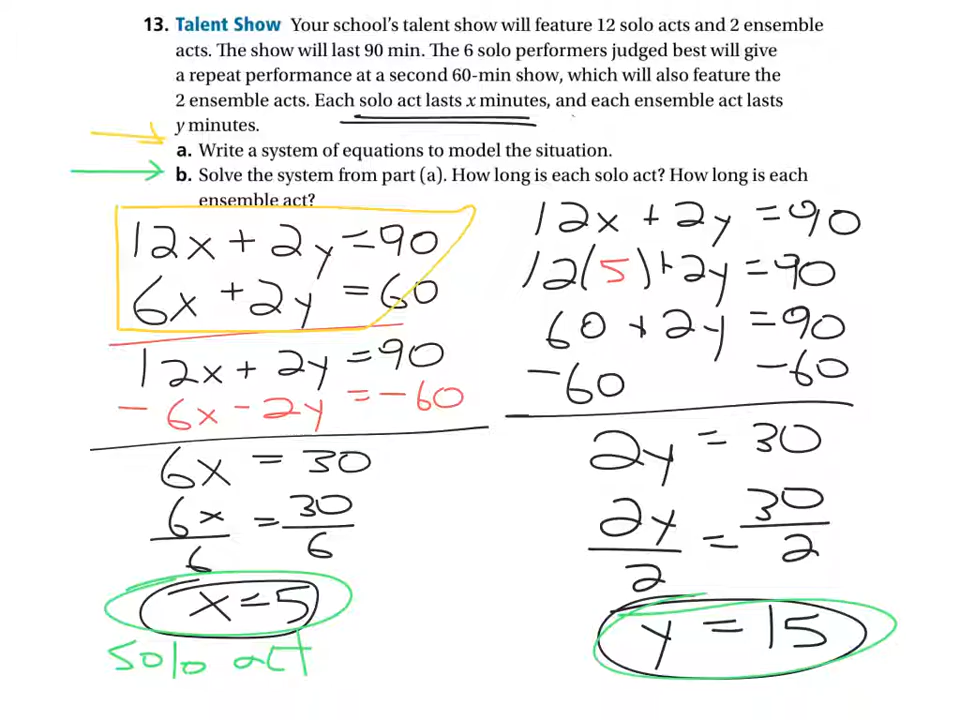 13. Talent Show Your school's talent show will feature 12 solo acts and 2 ensemble
acts. The show will last 90 min. The 6 solo performers judged best will give
a repeat performance at a second 60-min show, which will also feature the
2 ensemble acts. Each solo act lasts x minutes, and each ensemble act lasts
y minutes.
a. Write a system of equations to model the situation.
b. Solve the system from part (a). How long is each solo act? How long is each
ensemble act?
12x + 2y = 90
6x + 2y = 60
12x + 2y = 90
- 6x - 2y = -60
6x = 30
6x = 30
6 6
x = 5
solo act
12x + 2y = 90
12(5) + 2y = 90
60 + 2y = 90
-60 -60
2y = 30
2y = 30
2 2
y = 15